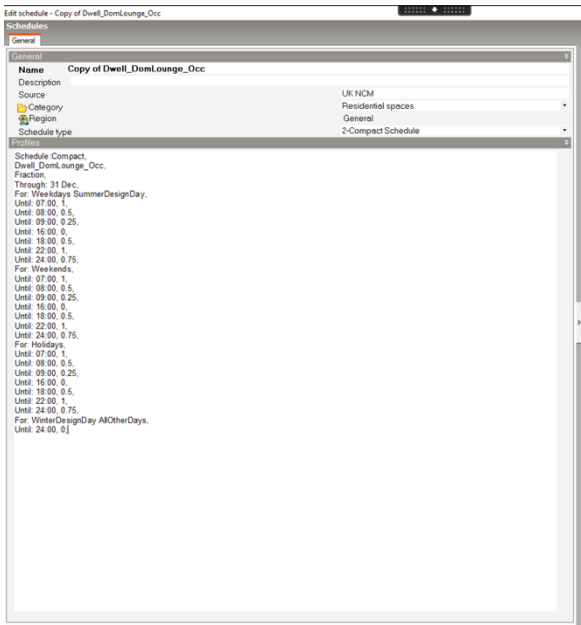 Edit schedule - Copy of Dwell_DomLounge_Occ
Schedules
General
General
Name Copy of Dwell_DomLounge_Occ
Description
Source UK NCM
Category Residential spaces
Region General
Schedule type 2-Compact Schedule
Profiles
Schedule:Compact,
Dwell_DomLounge_Occ,
Fraction,
Through: 31 Dec,
For: Weekdays SummerDesignDay,
Until: 07:00, 1,
Until: 08:00, 0.5,
Until: 09:00, 0.25,
Until: 16:00, 0,
Until: 18:00, 0.5,
Until: 22:00, 1,
Until: 24:00, 0.75,
For: Weekends,
Until: 07:00, 1,
Until: 08:00, 0.5,
Until: 09:00, 0.25,
Until: 16:00, 0,
Until: 18:00, 0.5,
Until: 22:00, 1,
Until: 24:00, 0.75,
For: Holidays,
Until: 07:00, 1,
Until: 08:00, 0.5,
Until: 09:00, 0.25,
Until: 16:00, 0,
Until: 18:00, 0.5,
Until: 22:00, 1,
Until: 24:00, 0.75,
For: WinterDesignDay AllOtherDays,
Until: 24:00, 0;